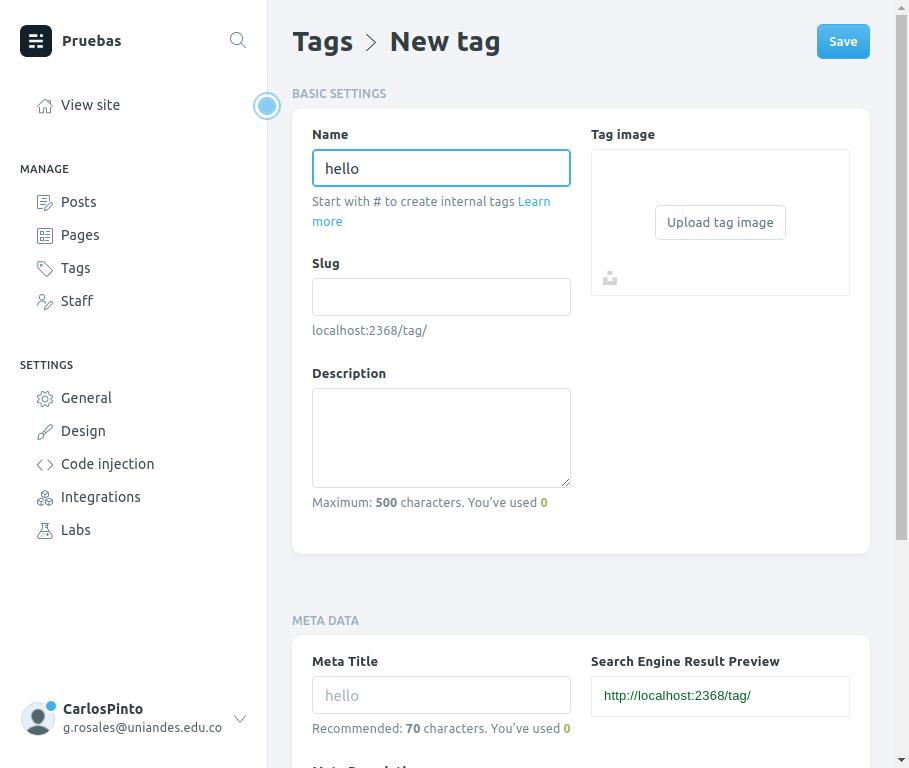 Pruebas
View site
MANAGE
Posts
Pages
Tags
Staff
SETTINGS
General
Design
Code injection
Integrations
Labs
CarlosPinto
g.rosales@uniandes.edu.co
Tags > New tag
Save
BASIC SETTINGS
Name
hello
Start with # to create internal tags Learn
more
Slug
localhost:2368/tag/
Description
Maximum: 500 characters. You’ve used 0
Tag image
Upload tag image
META DATA
Meta Title
hello
Recommended: 70 characters. You’ve used 0
Search Engine Result Preview
http://localhost:2368/tag/